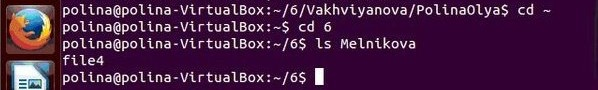 polina@polina-VirtualBox:~/6/Vakhviyanova/PolinaOlya$ cd ~
polina@polina-VirtualBox:~$ cd 6
polina@polina-VirtualBox:~/6$ ls Melnikova
file4
polina@polina-VirtualBox:~/6$